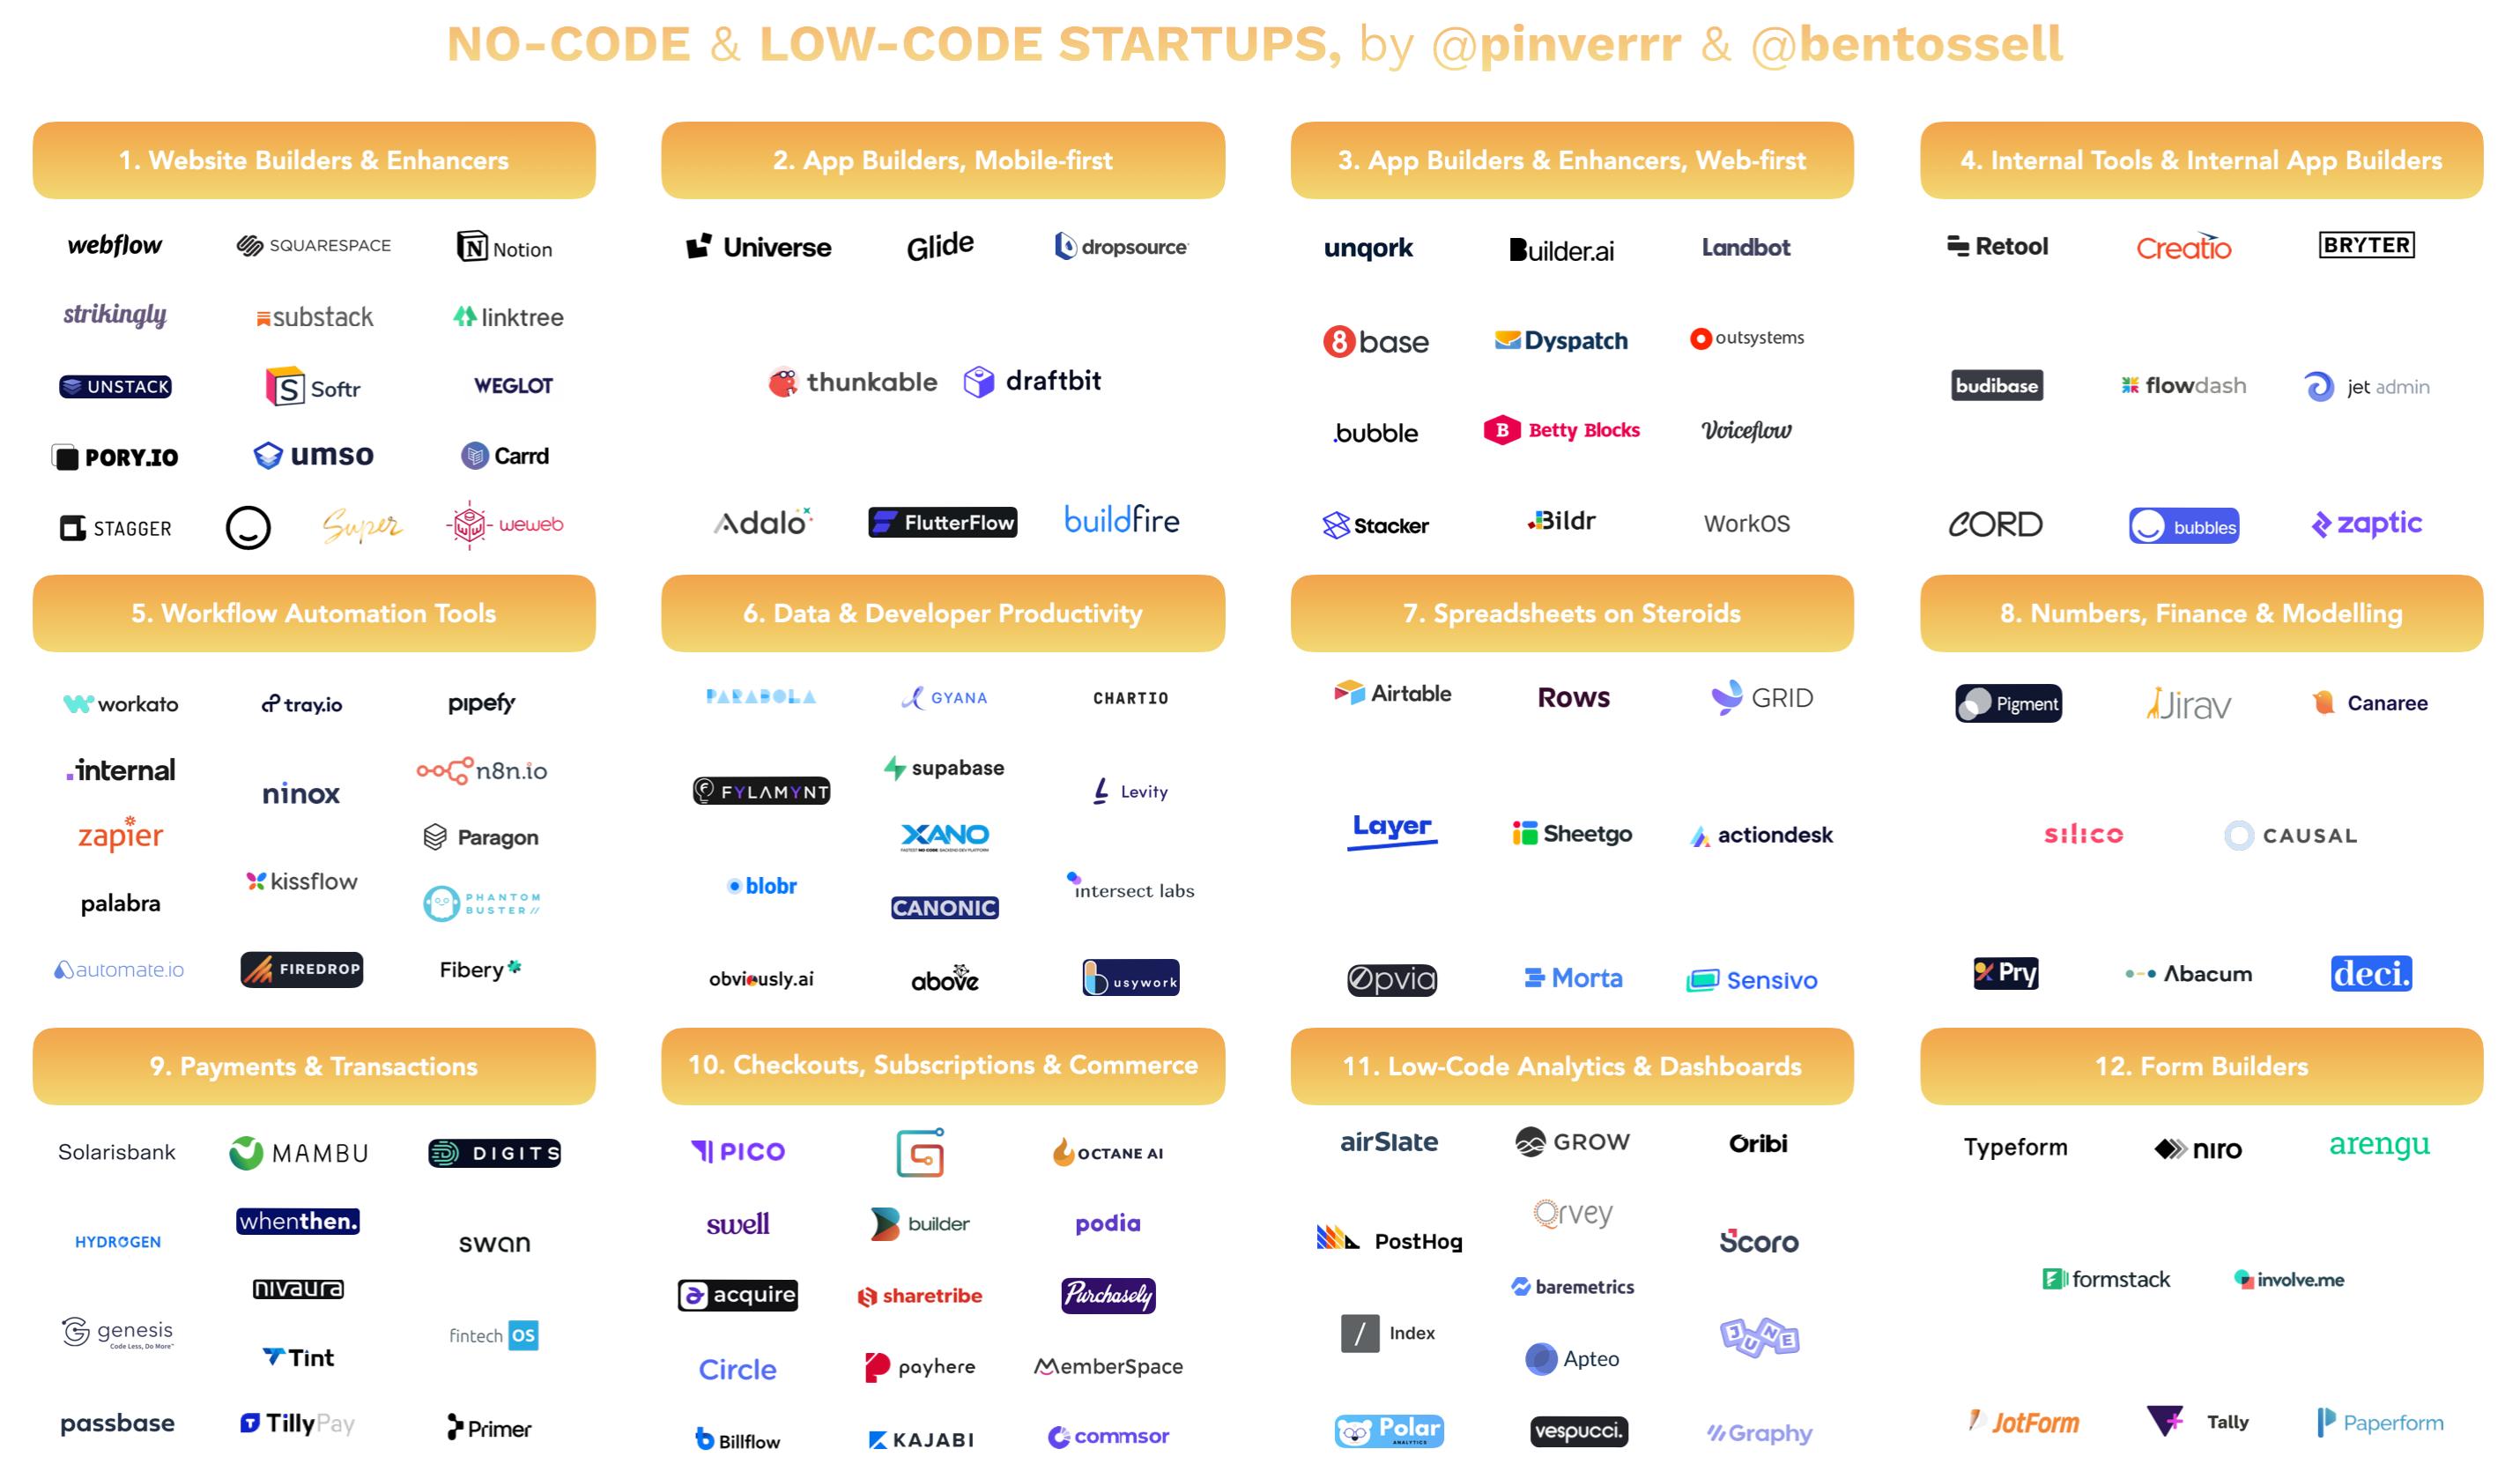 NO-CODE & LOW-CODE STARTUPS, by @pinverrr & @bentossell
1. Website Builders & Enhancers
webflow
SQUARESPACE
Notion
strikingly
substack
linktree
UNSTACK
Softr
WEGLOT
PORY.IO
umso
Carrd
STAGGER
Super
weweb
2. App Builders, Mobile-first
Universe
Glide
dropsource
thunkable
draftbit
Adalo
FlutterFlow
buildfire
3. App Builders & Enhancers, Web-first
unqork
Builder.ai
Landbot
8base
Dyspatch
outsystems
.bubble
B Betty Blocks
Voiceflow
Stacker
Bildr
WorkOS
4. Internal Tools & Internal App Builders
Retool
Creatio
BRYTER
budibase
flowdash
jet admin
CORD
bubbles
zaptic
5. Workflow Automation Tools
workato
tray.io
pipefy
.internal
ninox
n8n.io
zapier
Paragon
kissflow
palabra
PHANTOM
BUSTER//
automate.io
FIREDROP
Fibery
6. Data & Developer Productivity
PARABOLA
GYANA
CHARTIO
FYLAMYNT
supabase
Levity
XANO
FASTEST NO CODE BACKEND DEV PLATFORM
blobr
CANONIC
intersect labs
obviously.ai
above
busywork
7. Spreadsheets on Steroids
Airtable
Rows
GRID
Layer
Sheetgo
actiondesk
Opvia
Morta
Sensivo
8. Numbers, Finance & Modelling
Pigment
Jirav
Canaree
silico
CAUSAL
Pry
Abacum
deci.
9. Payments & Transactions
Solarisbank
MAMBU
DIGITS
HYDROGEN
whenthen.
swan
nivaura
genesis
Code Less, Do More™
Tint
fintech OS
passbase
TillyPay
Primer
10. Checkouts, Subscriptions & Commerce
PICO
OCTANE AI
swell
builder
podia
acquire
sharetribe
Purchasely
Circle
payhere
MemberSpace
Billflow
KAJABI
commsor
11. Low-Code Analytics & Dashboards
airSlate
GROW
Oribi
PostHog
Qrvey
Scoro
baremetrics
/ Index
Apteo
JUNE
Polar
ANALYTICS
vespucci.
Graphy
12. Form Builders
Typeform
niro
arengu
formstack
involve.me
JotForm
Tally
Paperform